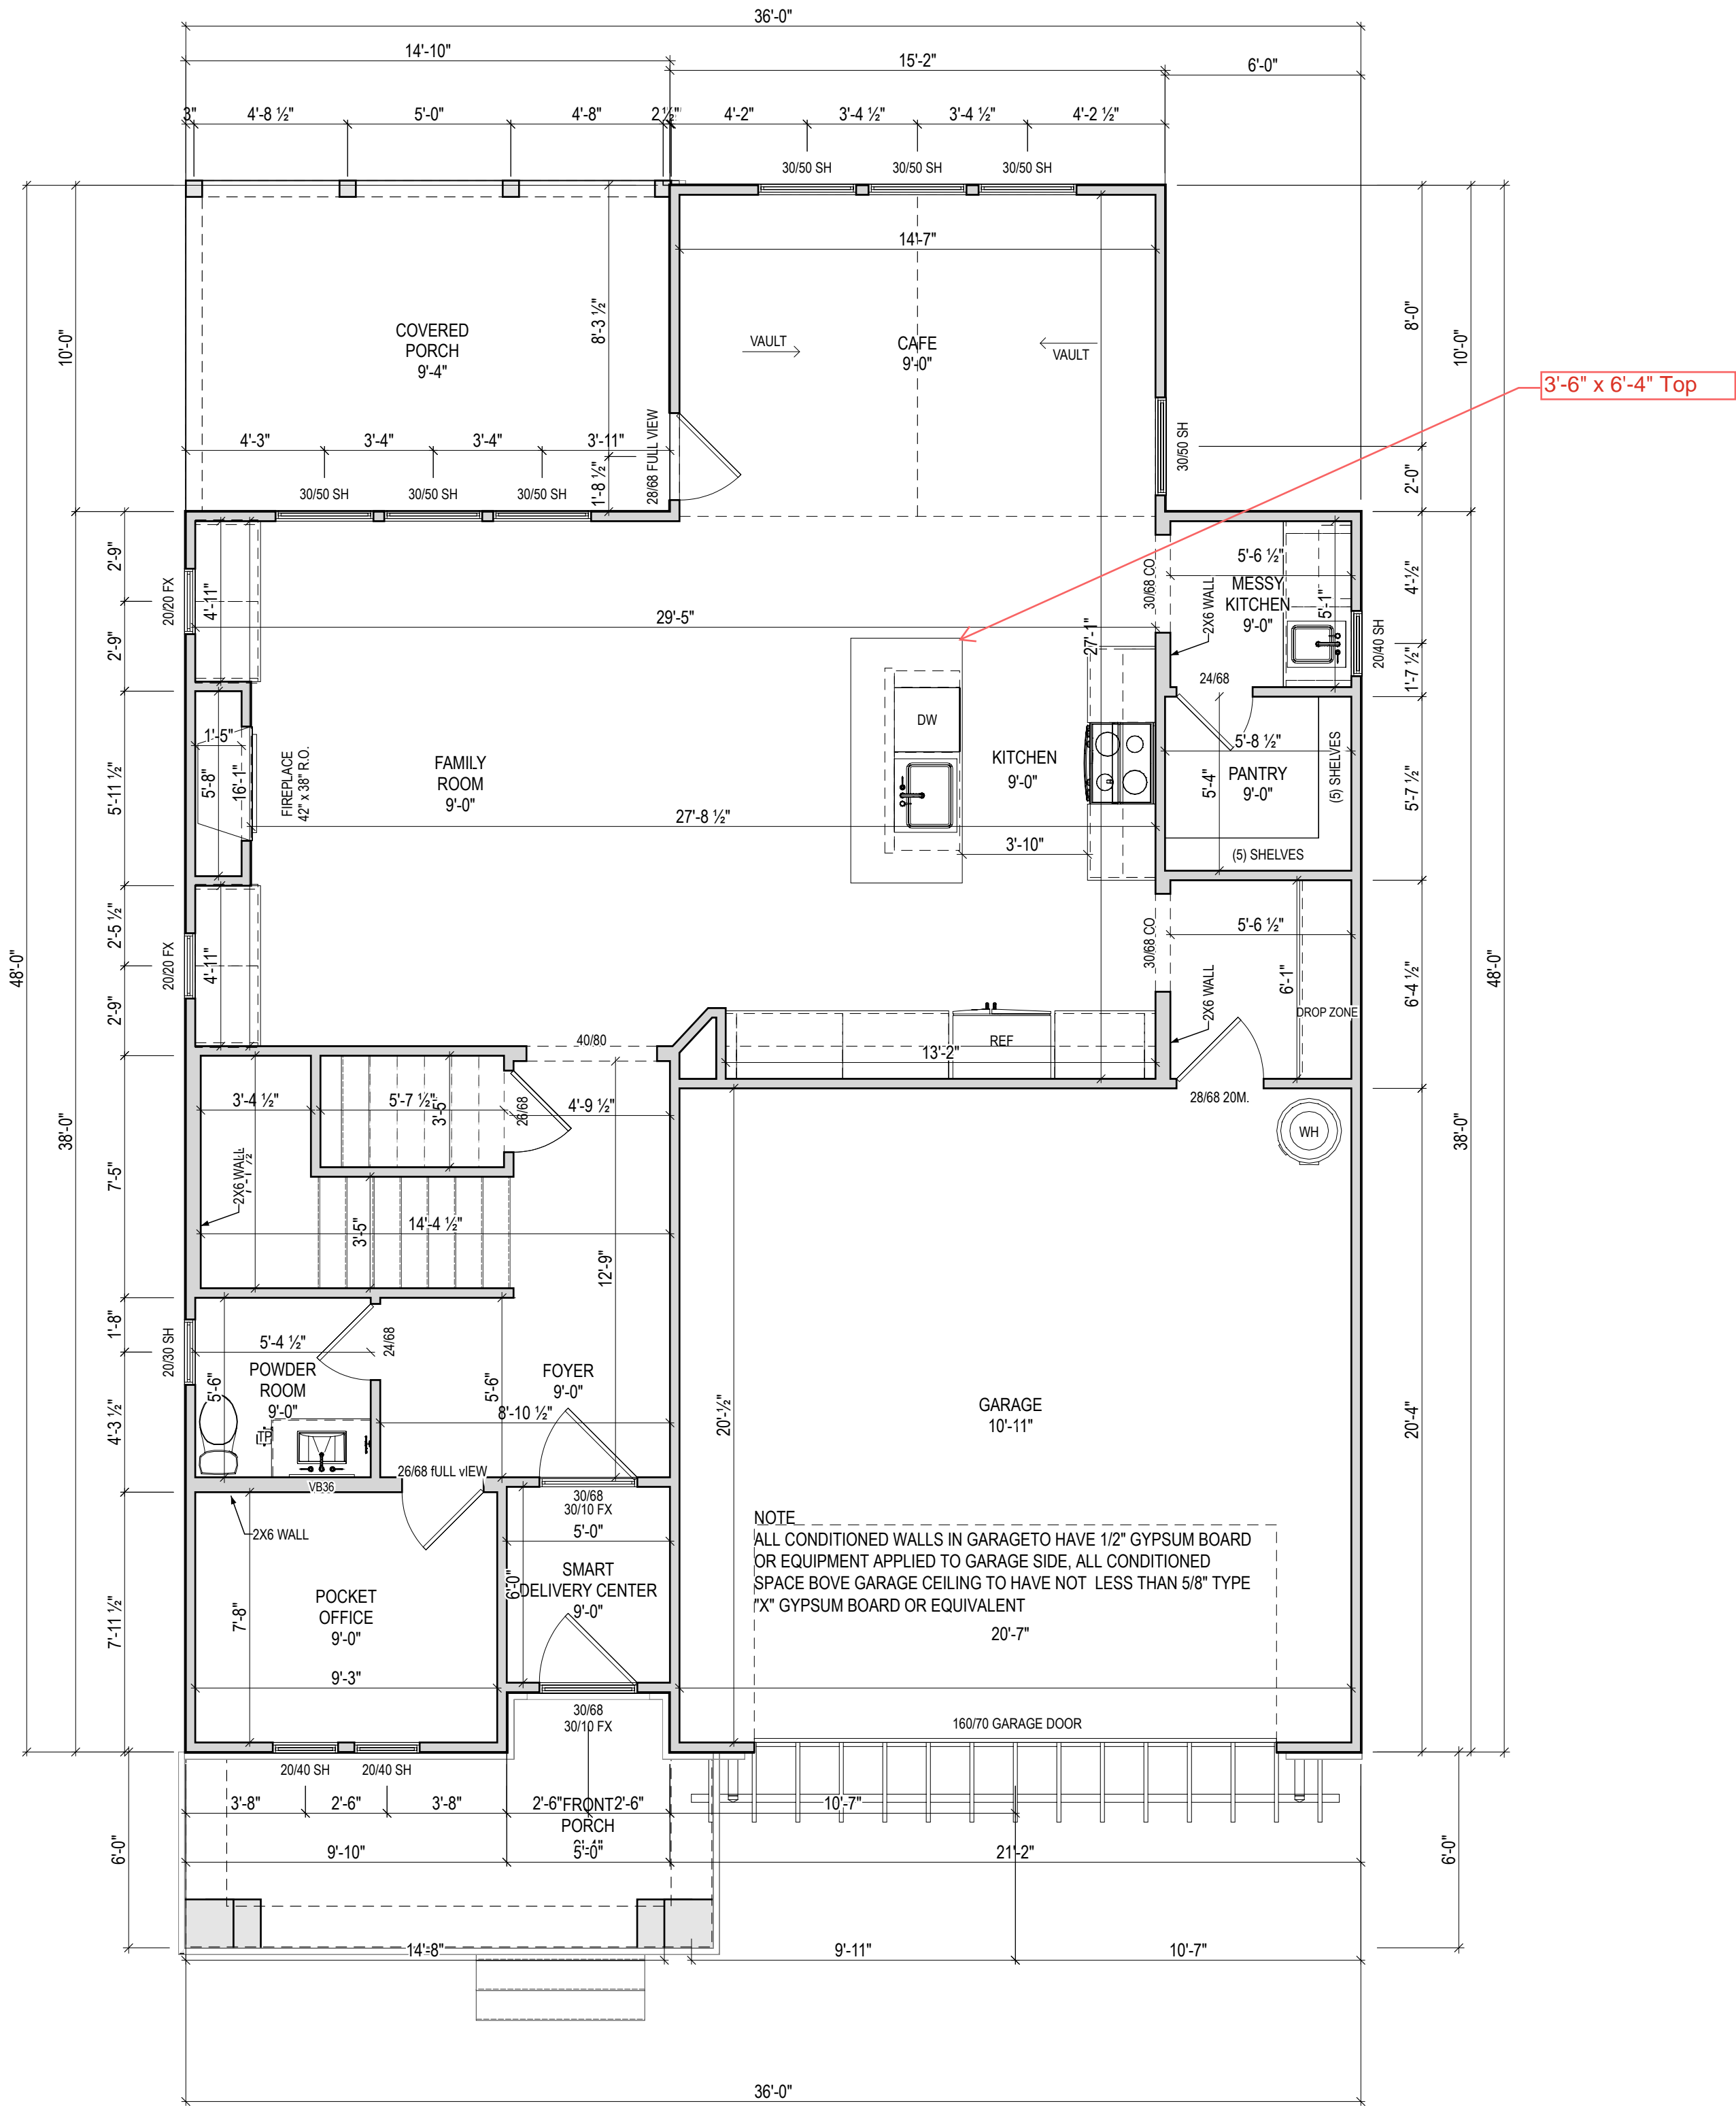 36'-0"
14'-10"
15'-2"
6'-0"
3"
4'-8 ½"
5'-0"
4'-8"
2 ½"
4'-2"
3'-4 ½"
3'-4 ½"
4'-2 ½"
30/50 SH
30/50 SH
30/50 SH
14'-7"
COVERED
PORCH
9'-4"
8'-3 ½"
VAULT
CAFE
9'-0"
VAULT
8'-0"
10'-0"
10'-0"
3'-6" x 6'-4" Top
4'-3"
3'-4"
3'-4"
3'-11"
1'-8 ½"
28/68 FULL VIEW
30/50 SH
2'-0"
30/50 SH
30/50 SH
30/50 SH
2'-9"
20/20 FX
4'-11"
2'-9"
29'-5"
27'-1"
30/68 CO
2X6 WALL
5'-6 ½"
MESSY
KITCHEN
9'-0"
5'-1"
4'-½"
20/40 SH
1'-7 ½"
24/68
DW
1'-5"
5'-8"
16'-1"
FIREPLACE
42" x 38" R.O.
5'-11 ½"
FAMILY
ROOM
9'-0"
KITCHEN
9'-0"
5'-8 ½"
PANTRY
9'-0"
5'-4"
(5) SHELVES
(5) SHELVES
5'-7 ½"
27'-8 ½"
3'-10"
2'-5 ½"
20/20 FX
4'-11"
2'-9"
30/68 CO
2X6 WALL
5'-6 ½"
6'-1"
DROP ZONE
6'-4 ½"
48'-0"
48'-0"
40/80
REF
13'-2"
3'-4 ½"
5'-7 ½"
3'-5"
26/68
4'-9 ½"
28/68 20M.
WH
38'-0"
38'-0"
7'-5"
2X6 WALL
3'-5"
14'-4 ½"
12'-9"
1'-8"
20/30 SH
5'-4 ½"
24/68
POWDER
ROOM
9'-0"
5'-6"
5'-6"
FOYER
9'-0"
8'-10 ½"
4'-3 ½"
TP
VB36
26/68 fULL vIEW
20'-½"
GARAGE
10'-11"
20'-4"
30/68
30/10 FX
2X6 WALL
5'-0"
SMART
DELIVERY CENTER
9'-0"
6'-0"
POCKET
OFFICE
9'-0"
7'-8"
7'-11 ½"
9'-3"
NOTE
ALL CONDITIONED WALLS IN GARAGETO HAVE 1/2" GYPSUM BOARD
OR EQUIPMENT APPLIED TO GARAGE SIDE, ALL CONDITIONED
SPACE BOVE GARAGE CEILING TO HAVE NOT LESS THAN 5/8" TYPE
"X" GYPSUM BOARD OR EQUIVALENT
20'-7"
30/68
30/10 FX
160/70 GARAGE DOOR
20/40 SH
20/40 SH
3'-8"
2'-6"
3'-8"
2'-6"
FRONT
PORCH
2'-6"
10'-7"
9'-10"
5'-0"
21'-2"
6'-0"
6'-0"
14'-8"
9'-11"
10'-7"
36'-0"